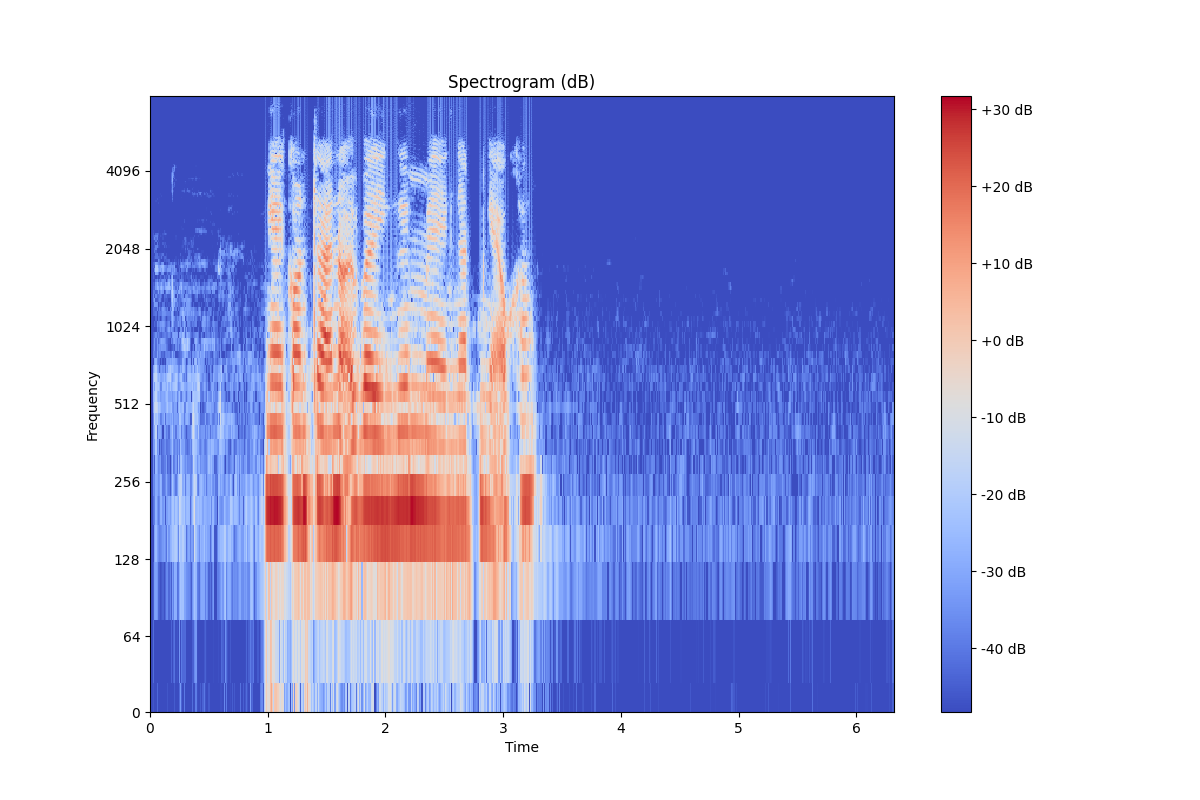 Spectrogram (dB)
Frequency
4096
2048
1024
512
256
128
64
0
0 1 2 3 4 5 6
Time
+30 dB
+20 dB
+10 dB
+0 dB
-10 dB
-20 dB
-30 dB
-40 dB